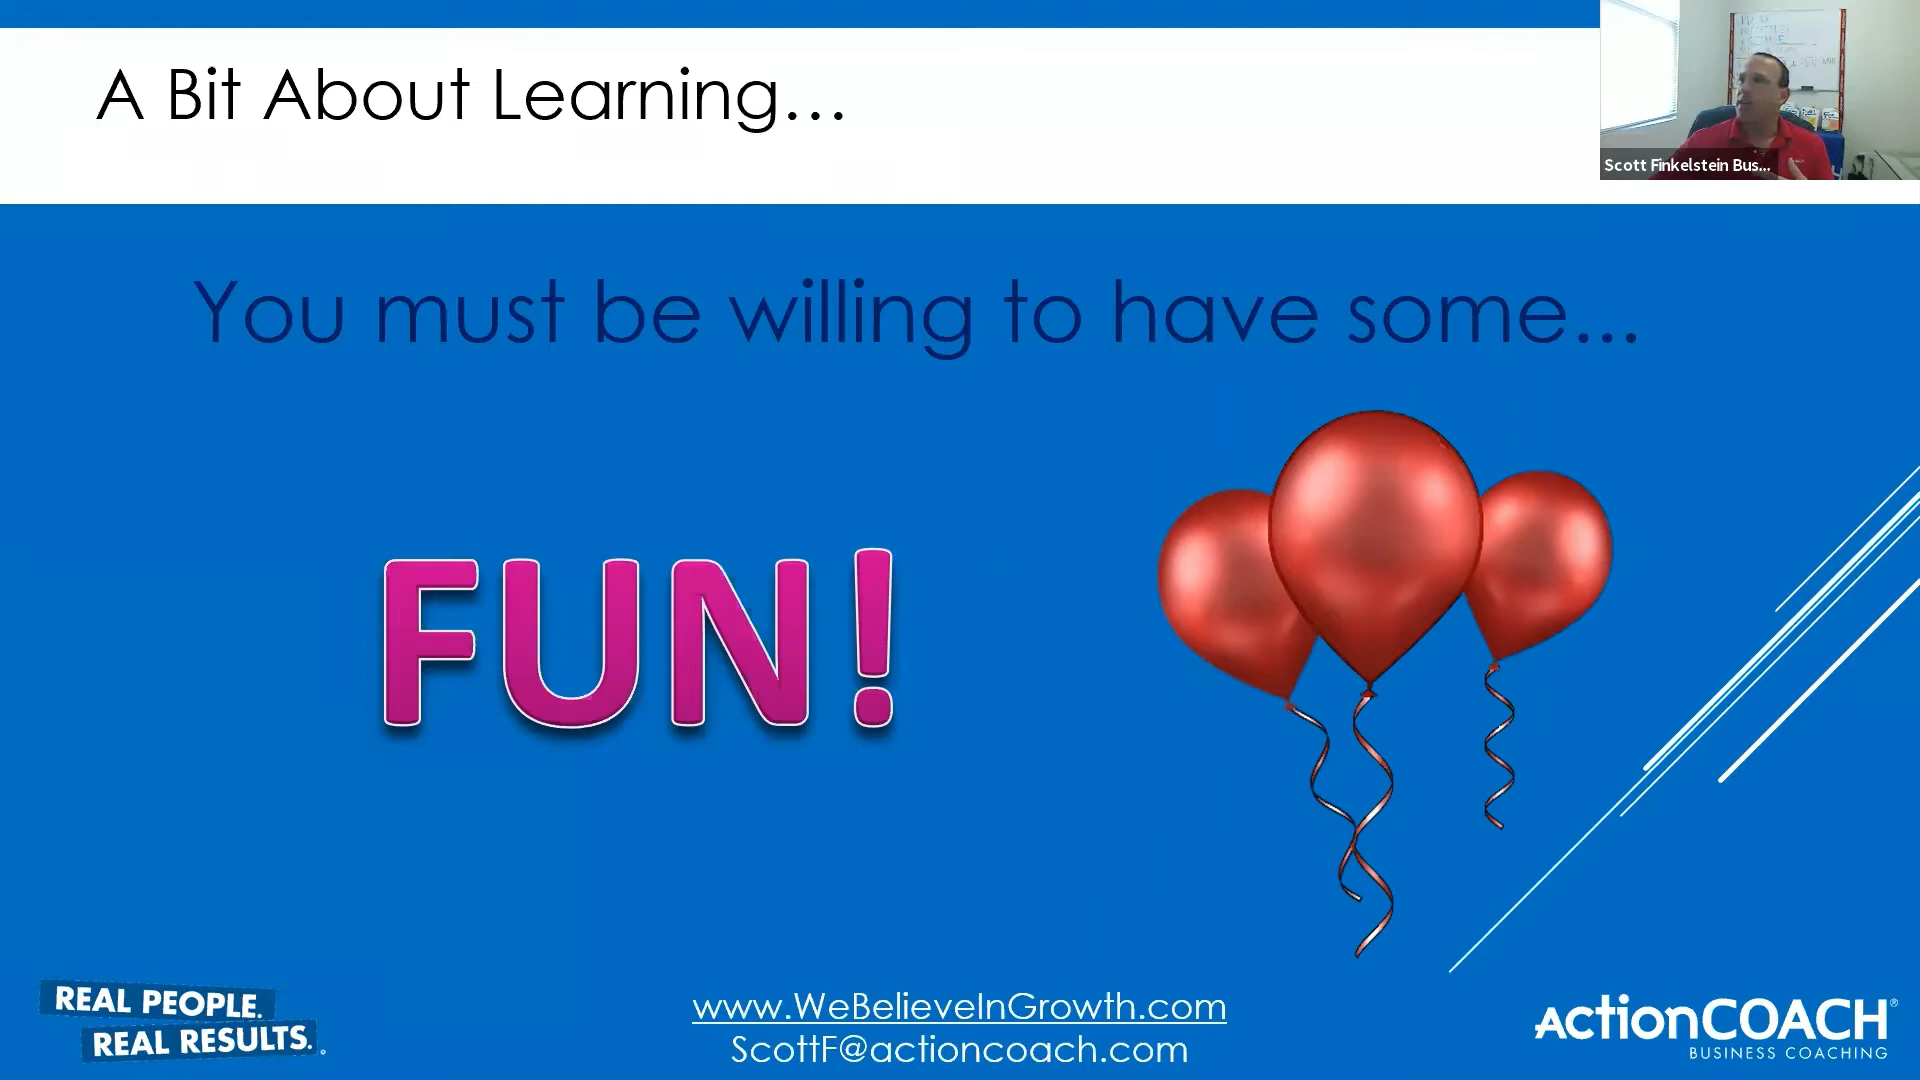 A Bit About Learning...
Scott Finkelstein Bus...
You must be willing to have some...
FUN!
REAL PEOPLE.
REAL RESULTS.
www.WeBelieveInGrowth.com
ScottF@actioncoach.com
ActionCOACH®
BUSINESS COACHING